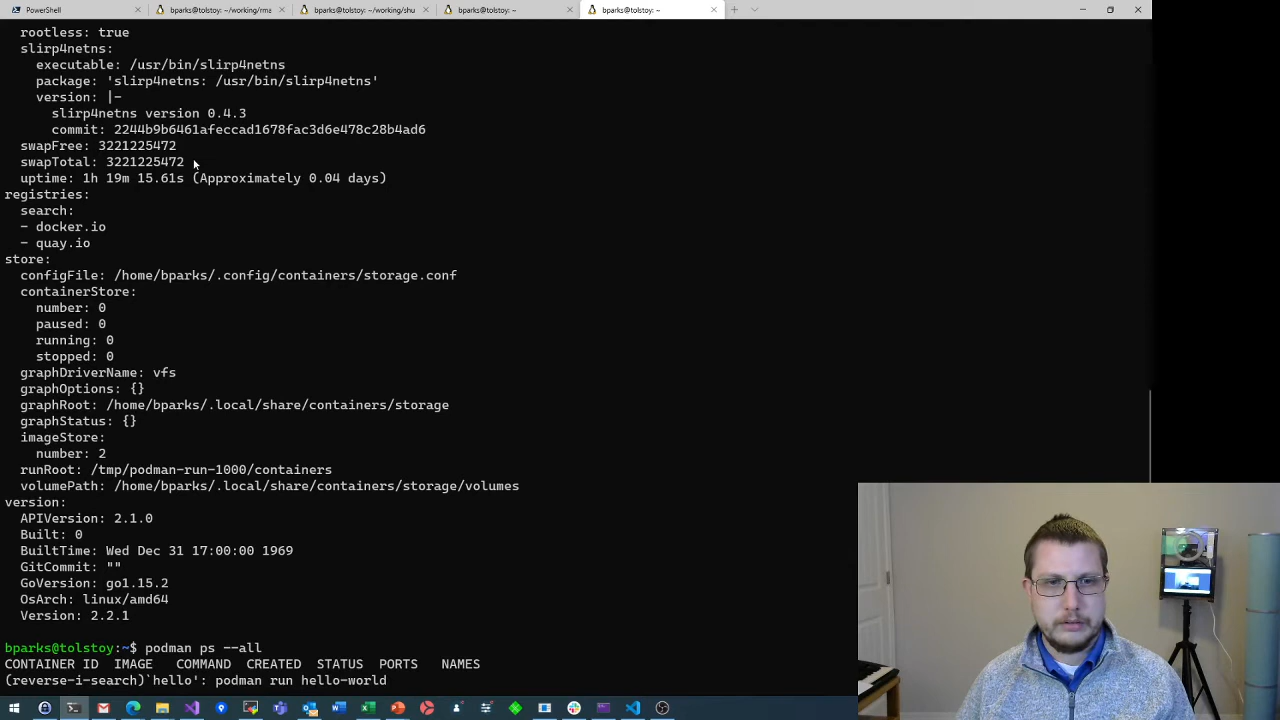 PowerShell
bparks@tolstoy: ~/working/rma
bparks@tolstoy: ~/working/shu
bparks@tolstoy: ~
bparks@tolstoy: ~
rootless: true
slirp4netns:
executable: /usr/bin/slirp4netns
package: 'slirp4netns: /usr/bin/slirp4netns'
version: |-
slirp4netns version 0.4.3
commit: 2244b9b6461afeccad1678fac3d6e478c28b4ad6
swapFree: 3221225472
swapTotal: 3221225472
uptime: 1h 19m 15.61s (Approximately 0.04 days)
registries:
search:
- docker.io
- quay.io
store:
configFile: /home/bparks/.config/containers/storage.conf
containerStore:
number: 0
paused: 0
running: 0
stopped: 0
graphDriverName: vfs
graphOptions: {}
graphRoot: /home/bparks/.local/share/containers/storage
graphStatus: {}
imageStore:
number: 2
runRoot: /tmp/podman-run-1000/containers
volumePath: /home/bparks/.local/share/containers/storage/volumes
version:
APIVersion: 2.1.0
Built: 0
BuiltTime: Wed Dec 31 17:00:00 1969
GitCommit: ""
GoVersion: go1.15.2
OsArch: linux/amd64
Version: 2.2.1
bparks@tolstoy:~$ podman ps --all
CONTAINER ID IMAGE COMMAND CREATED STATUS PORTS NAMES
(reverse-i-search)`hello': podman run hello-world